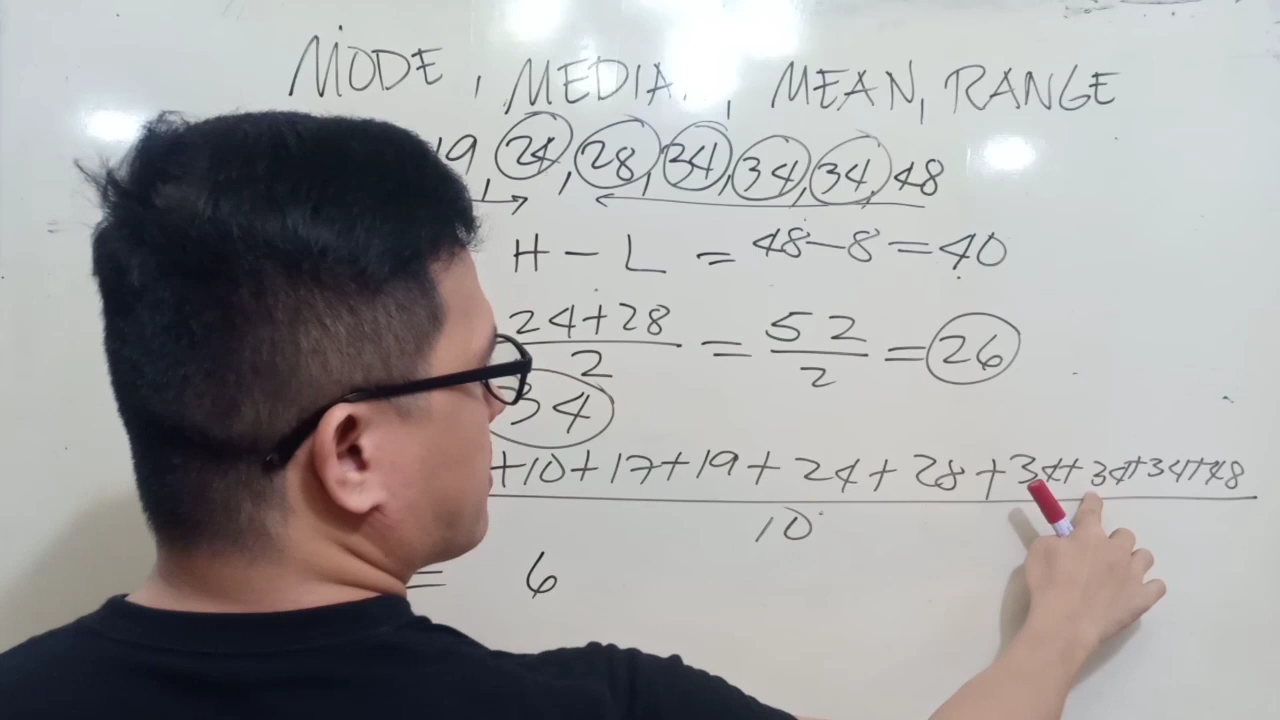 MODE, MEDIA , MEAN, RANGE
19, 24, 28, 34, 34, 34, 48
H - L = 48-8=40
24+28 / 2 = 52 / 2 = 26
34
+10+17+19+24+28+34+34+34+48
10
= 6